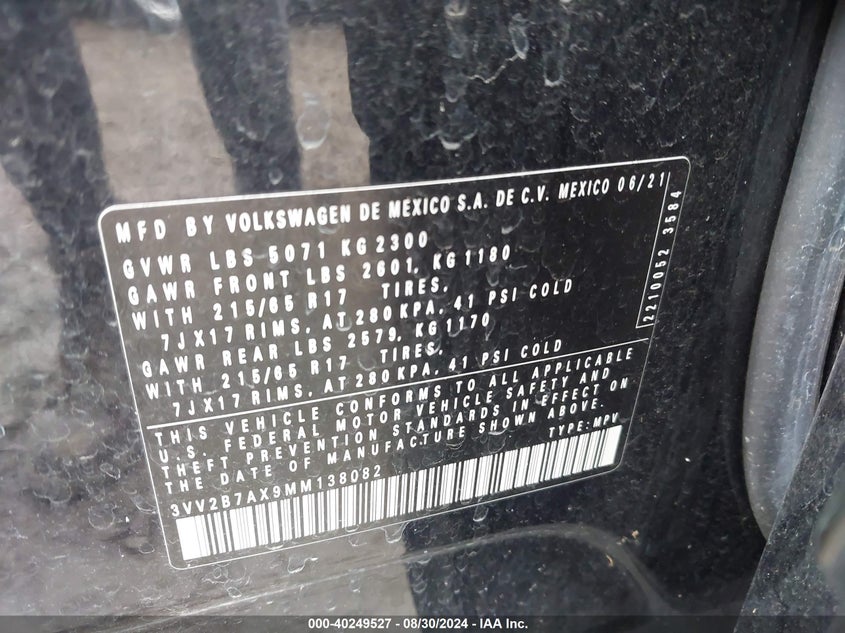 MFD BY VOLKSWAGEN DE MEXICO S.A. DE C.V. MEXICO 06/21
GVWR LBS 5071 KG 2300
GAWR FRONT LBS 2601, KG 1180
WITH 215/65 R17 TIRES,
7JX17 RIMS, AT 280 KPA, 41 PSI COLD
GAWR REAR LBS 2579, KG 1170
WITH 215/65 R17 TIRES,
7JX17 RIMS, AT 280 KPA, 41 PSI COLD
2210052 3584
THIS VEHICLE CONFORMS TO ALL APPLICABLE
U.S. FEDERAL MOTOR VEHICLE SAFETY AND
THEFT PREVENTION STANDARDS IN EFFECT ON
THE DATE OF MANUFACTURE SHOWN ABOVE.
3VV2B7AX9MM138082 TYPE: MPV
000-40249527 - 08/30/2024 - IAA Inc.